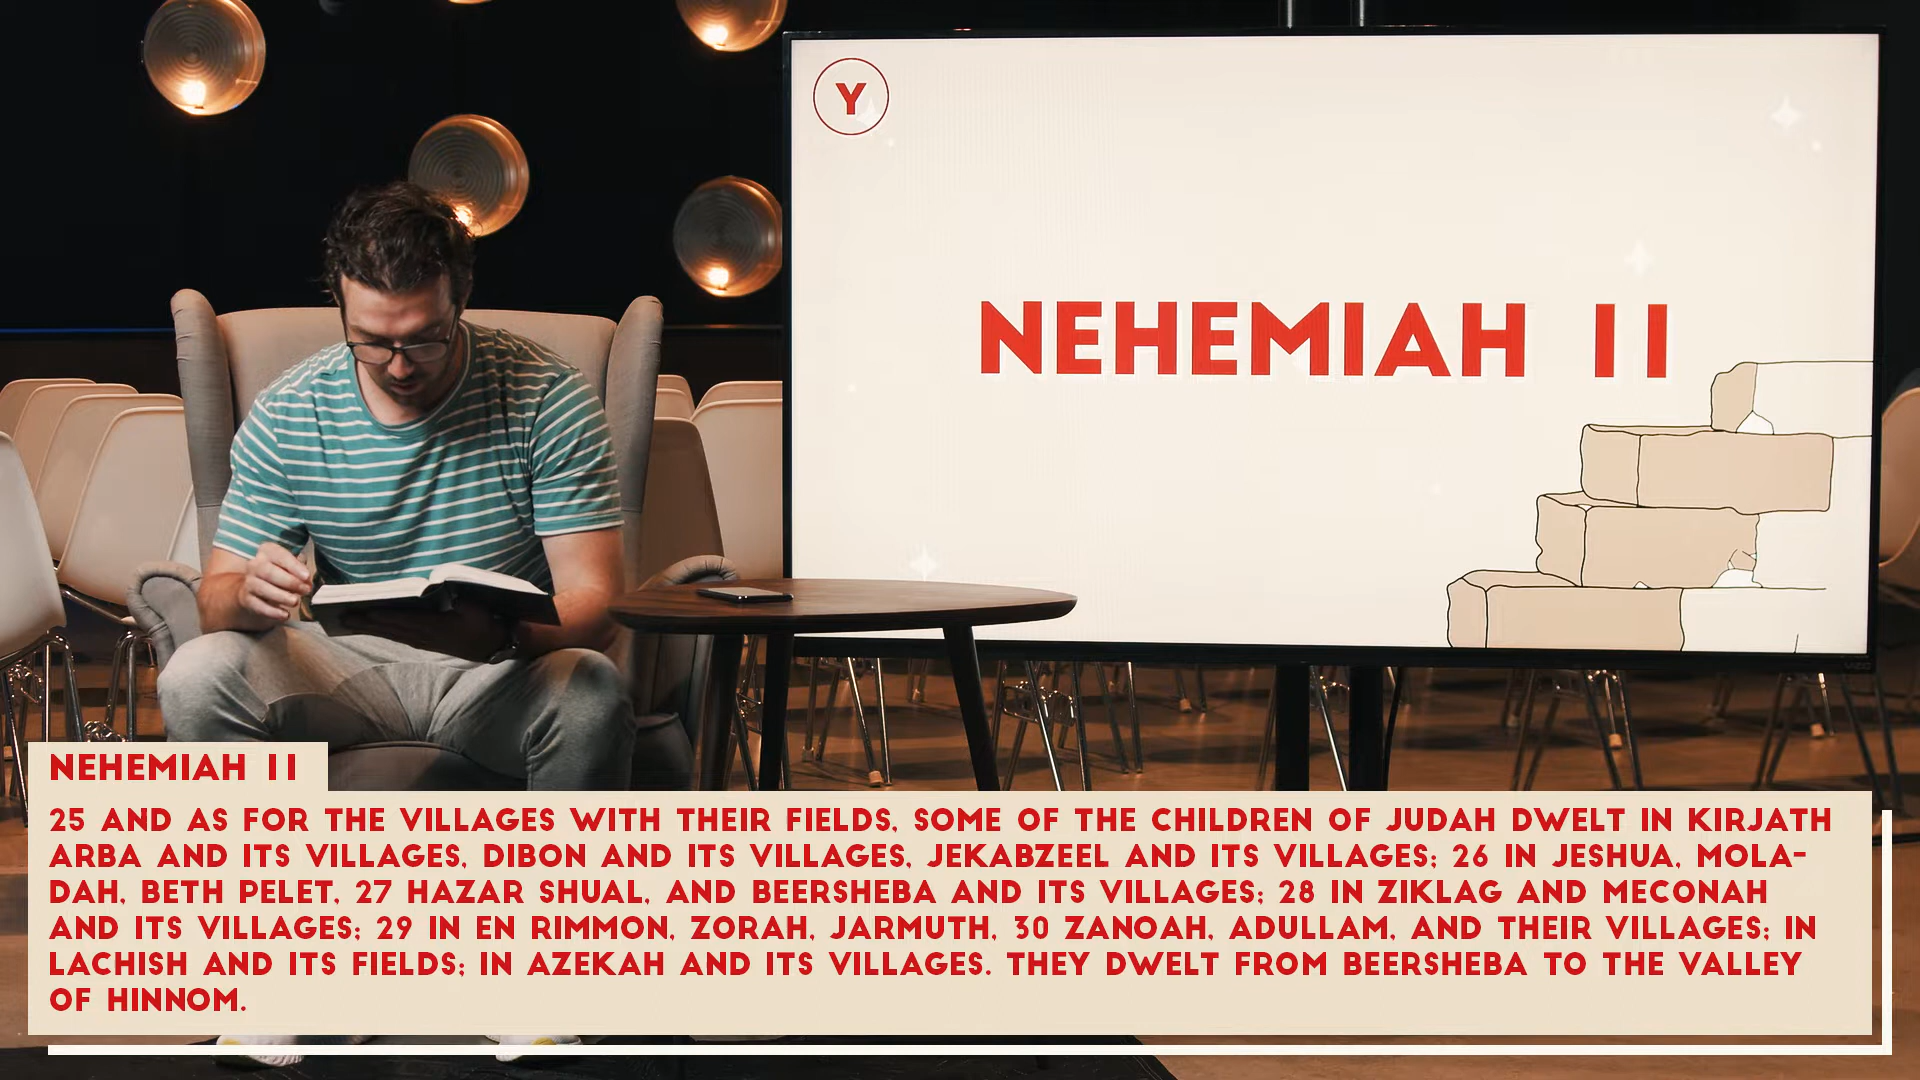 Y
NEHEMIAH 11
NEHEMIAH 11
25 AND AS FOR THE VILLAGES WITH THEIR FIELDS, SOME OF THE CHILDREN OF JUDAH DWELT IN KIRJATH
ARBA AND ITS VILLAGES, DIBON AND ITS VILLAGES, JEKABZEEL AND ITS VILLAGES; 26 IN JESHUA, MOLA-
DAH, BETH PELET, 27 HAZAR SHUAL, AND BEERSHEBA AND ITS VILLAGES; 28 IN ZIKLAG AND MECONAH
AND ITS VILLAGES; 29 IN EN RIMMON, ZORAH, JARMUTH, 30 ZANOAH, ADULLAM, AND THEIR VILLAGES; IN
LACHISH AND ITS FIELDS; IN AZEKAH AND ITS VILLAGES. THEY DWELT FROM BEERSHEBA TO THE VALLEY
OF HINNOM.